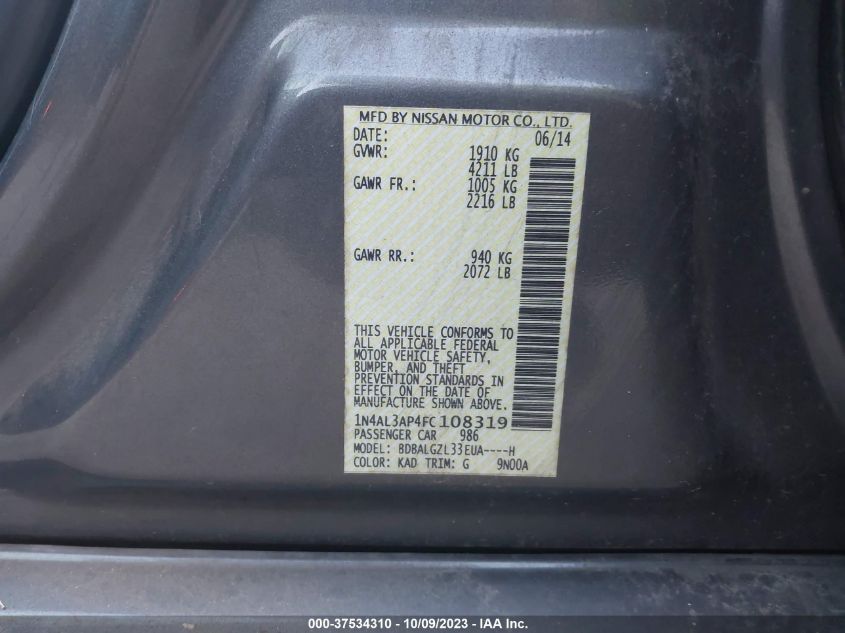 MFD BY NISSAN MOTOR CO., LTD.
DATE: 06/14
GVWR: 1910 KG
4211 LB
GAWR FR.: 1005 KG
2216 LB
GAWR RR.: 940 KG
2072 LB
THIS VEHICLE CONFORMS TO
ALL APPLICABLE FEDERAL
MOTOR VEHICLE SAFETY,
BUMPER, AND THEFT
PREVENTION STANDARDS IN
EFFECT ON THE DATE OF
MANUFACTURE SHOWN ABOVE.
1N4AL3AP4FC108319
PASSENGER CAR 986
MODEL: BDBALGZL33EUA----H
COLOR: KAD TRIM: G 9N00A
000-37534310 - 10/09/2023 - IAA Inc.